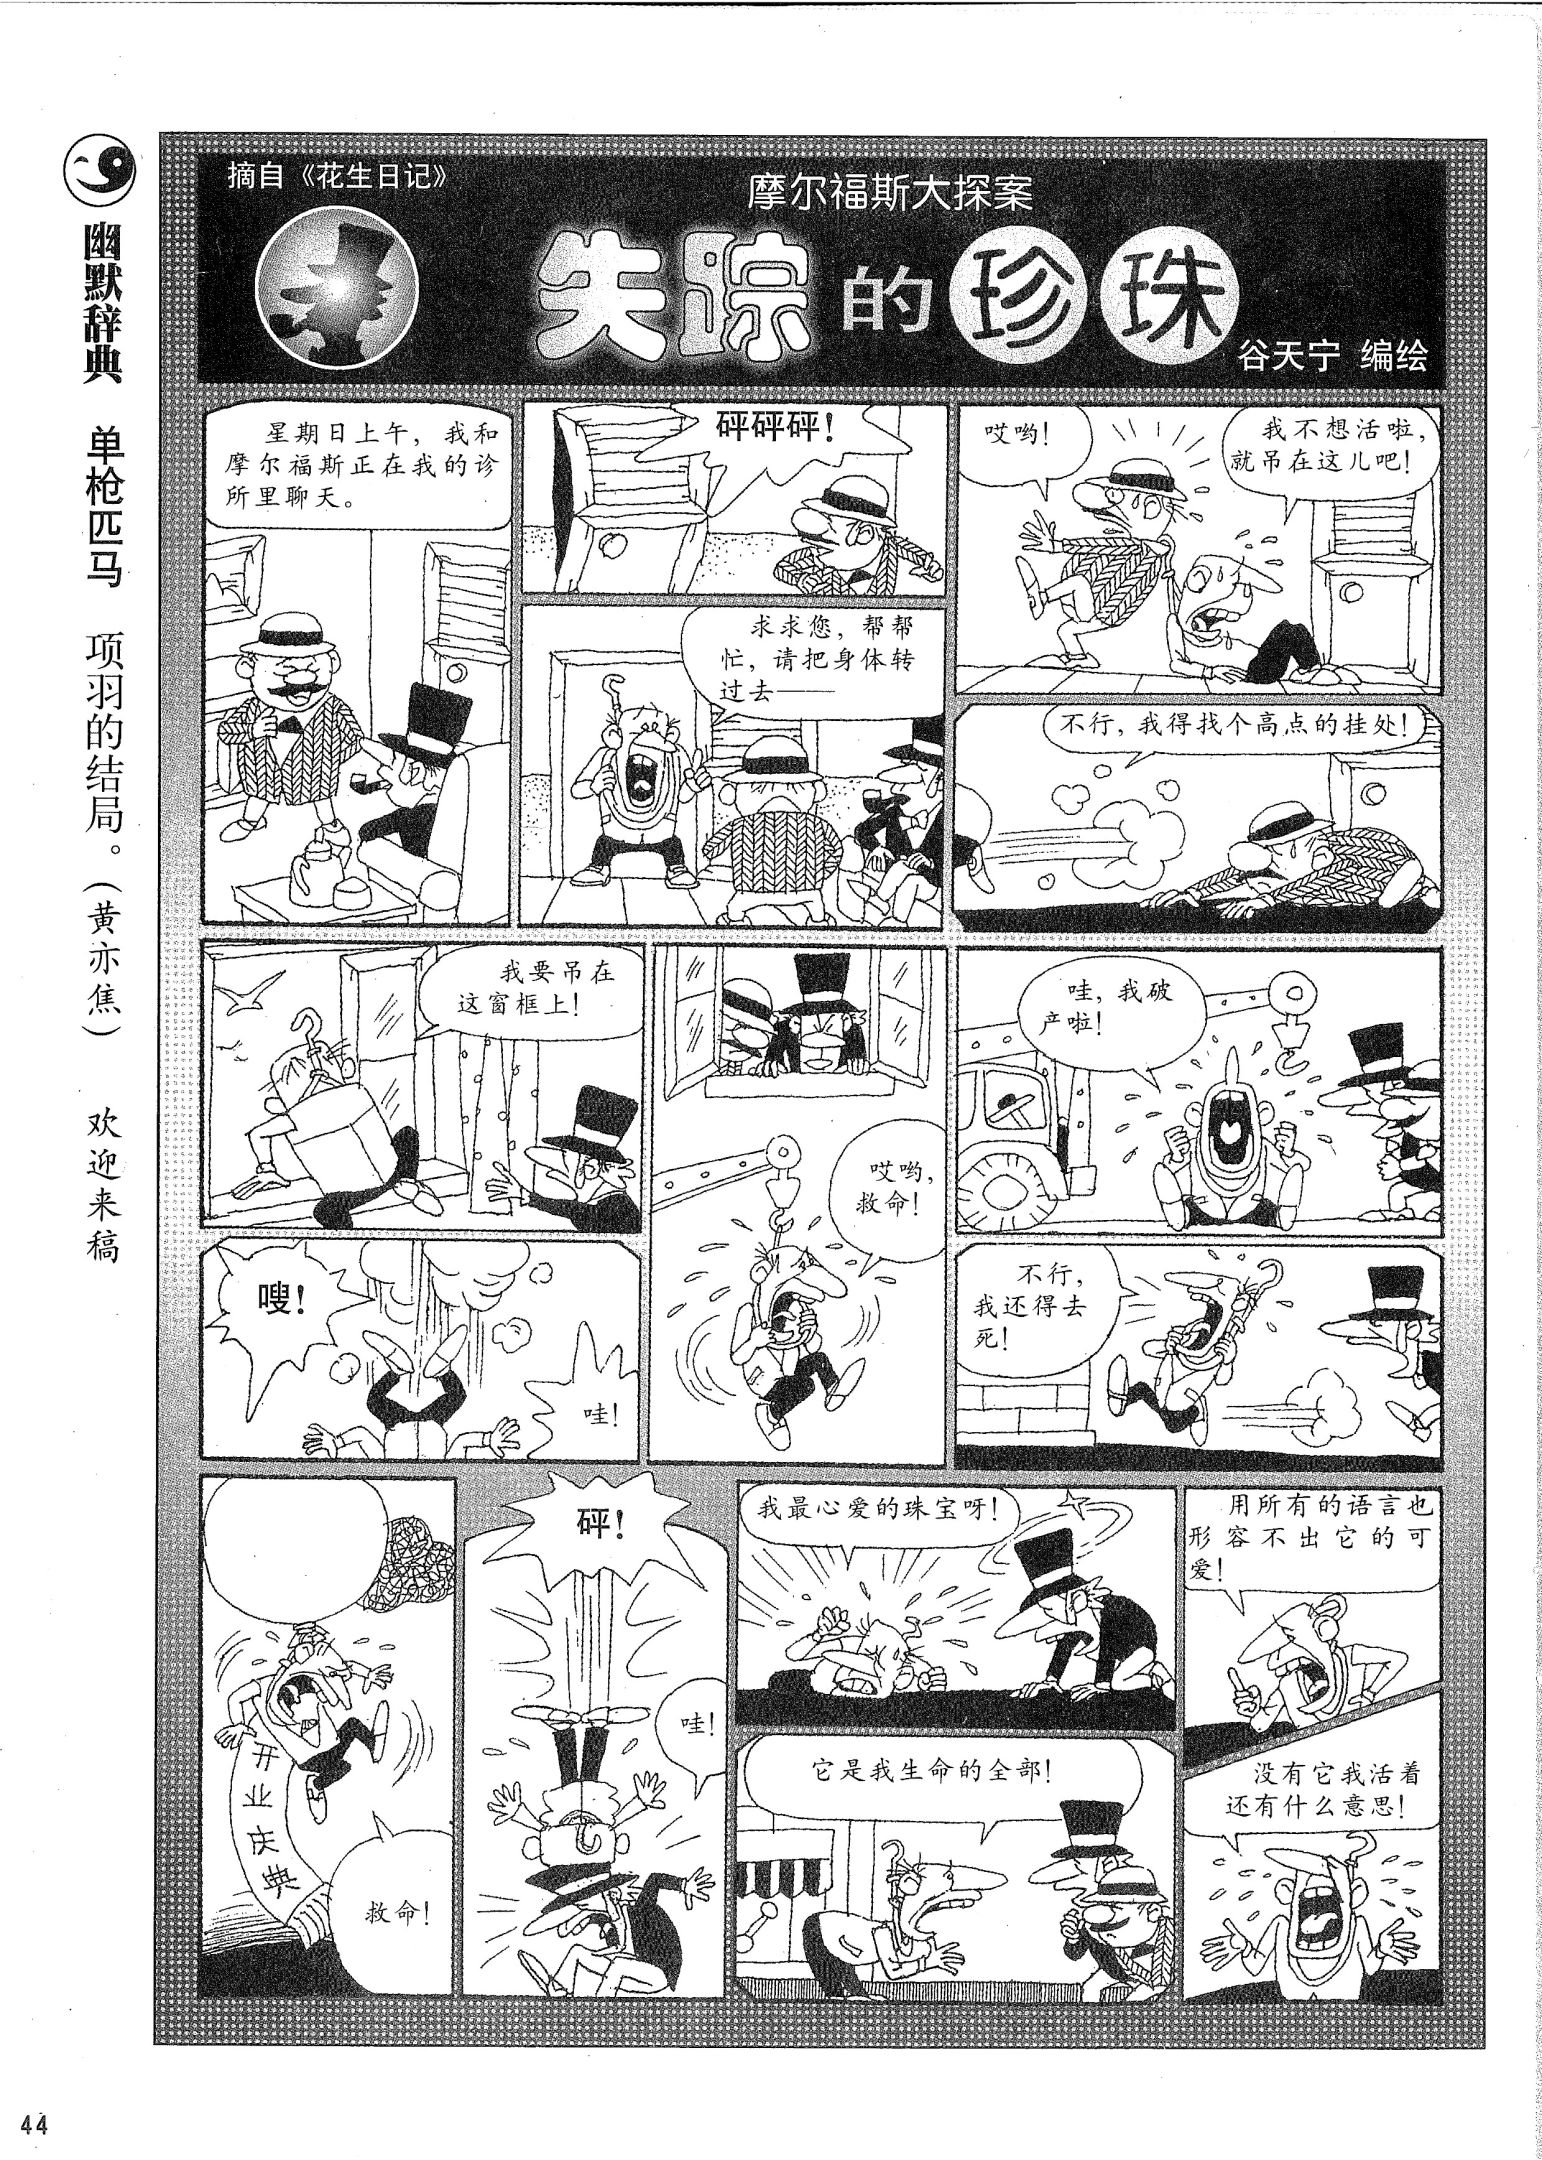 摘自《花生日记》
摩尔福斯大探案
失踪的珍珠
谷天宁 编绘
幽默辞典 单枪匹马 项羽的结局。(黄亦焦) 欢迎来稿
星期日上午，我和
摩尔福斯正在我的诊
所里聊天。
砰砰砰！
求求您，帮帮
忙，请把身体转
过去——
哎哟！
我不想活啦，
就吊在这儿吧！
不行，我得找个高点的挂处！
我要吊在
这窗框上！
嗖！
哇！
哎哟，
救命！
哇，我破
产啦！
不行，
我还得去
死！
开业庆典
救命！
砰！
哇！
我最心爱的珠宝呀！
它是我生命的全部！
用所有的语言也
形容不出它的可
爱！
没有它我活着
还有什么意思！
44